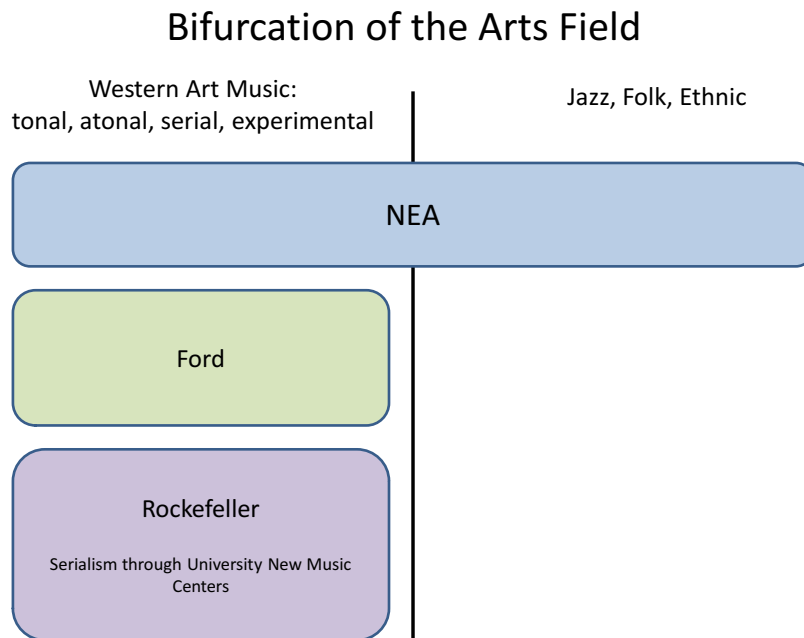 Bifurcation of the Arts Field
Western Art Music:
tonal, atonal, serial, experimental
Jazz, Folk, Ethnic
NEA
Ford
Rockefeller
Serialism through University New Music
Centers